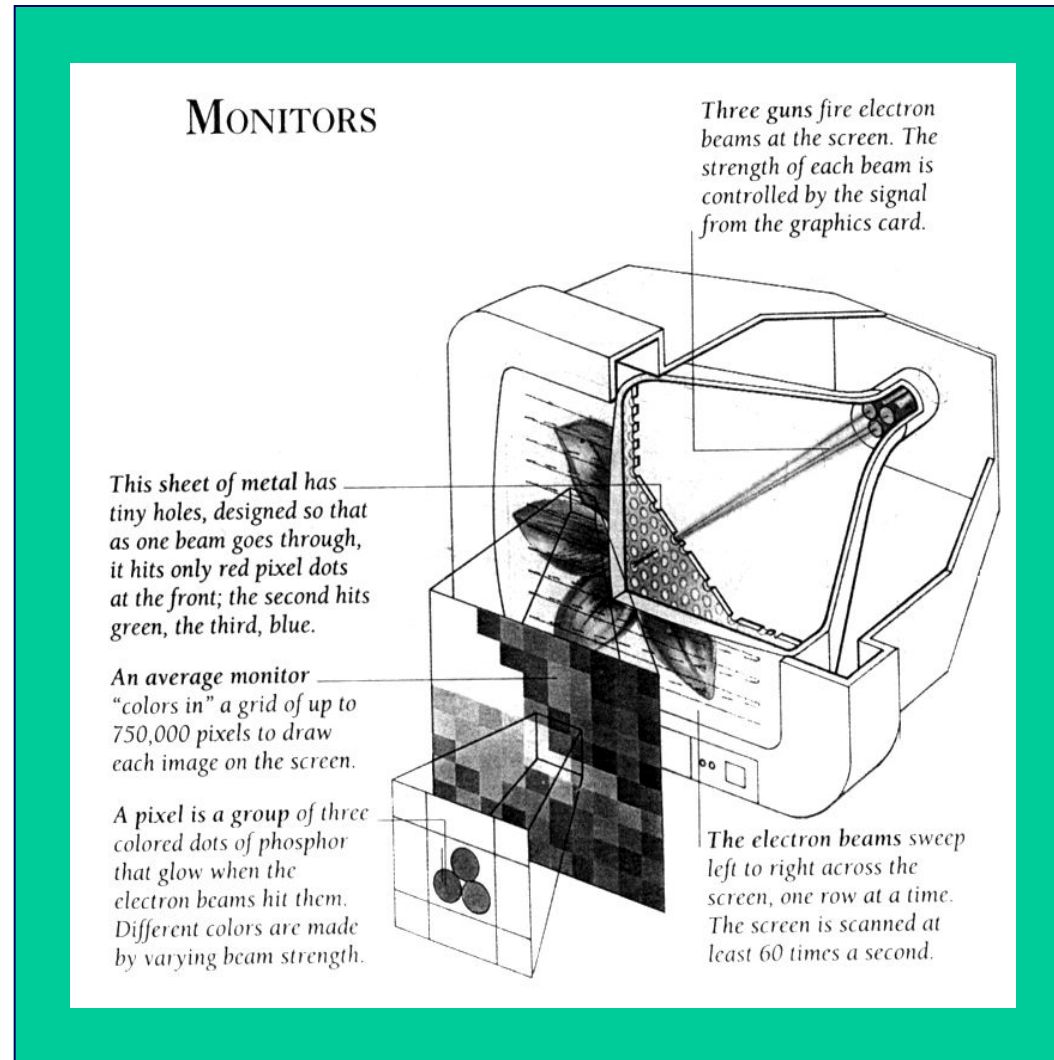 MONITORS
Three guns fire electron
beams at the screen. The
strength of each beam is
controlled by the signal
from the graphics card.
This sheet of metal has
tiny holes, designed so that
as one beam goes through,
it hits only red pixel dots
at the front; the second hits
green, the third, blue.
An average monitor
“colors in” a grid of up to
750,000 pixels to draw
each image on the screen.
A pixel is a group of three
colored dots of phosphor
that glow when the
electron beams hit them.
Different colors are made
by varying beam strength.
The electron beams sweep
left to right across the
screen, one row at a time.
The screen is scanned at
least 60 times a second.